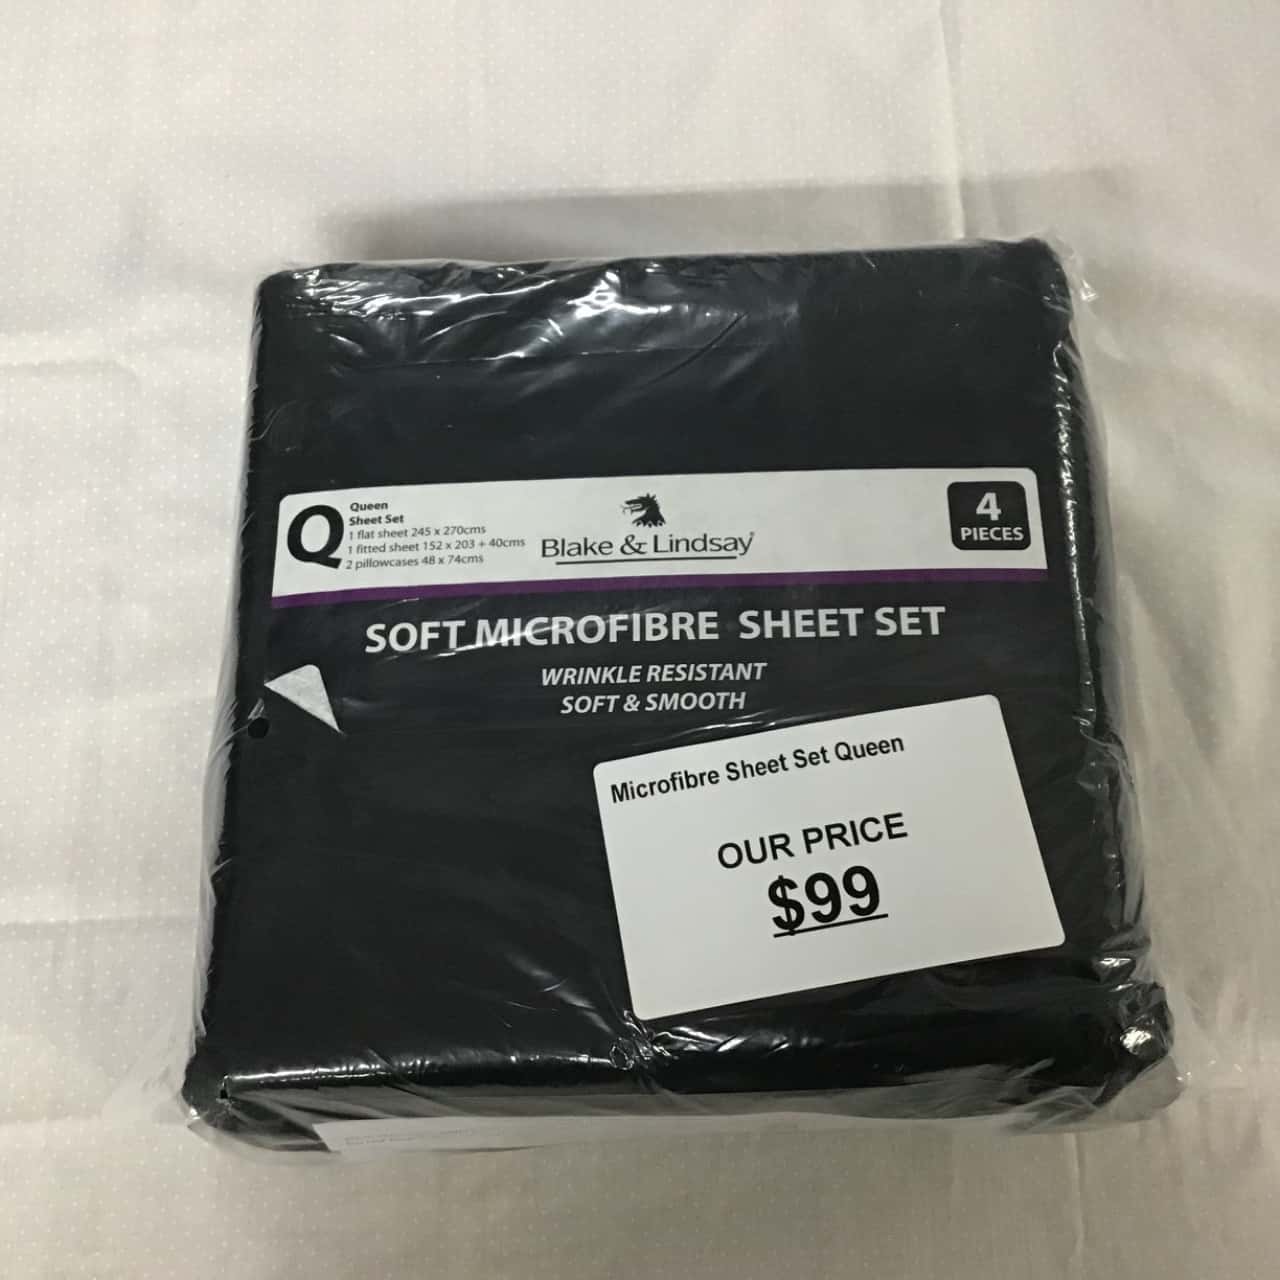 Q
Queen
Sheet Set
1 flat sheet 245 x 270cms
1 fitted sheet 152 x 203 + 40cms
2 pillowcases 48 x 74cms
Blake & Lindsay
4
PIECES
SOFT MICROFIBRE SHEET SET
WRINKLE RESISTANT
SOFT & SMOOTH
Microfibre Sheet Set Queen
OUR PRICE
$99